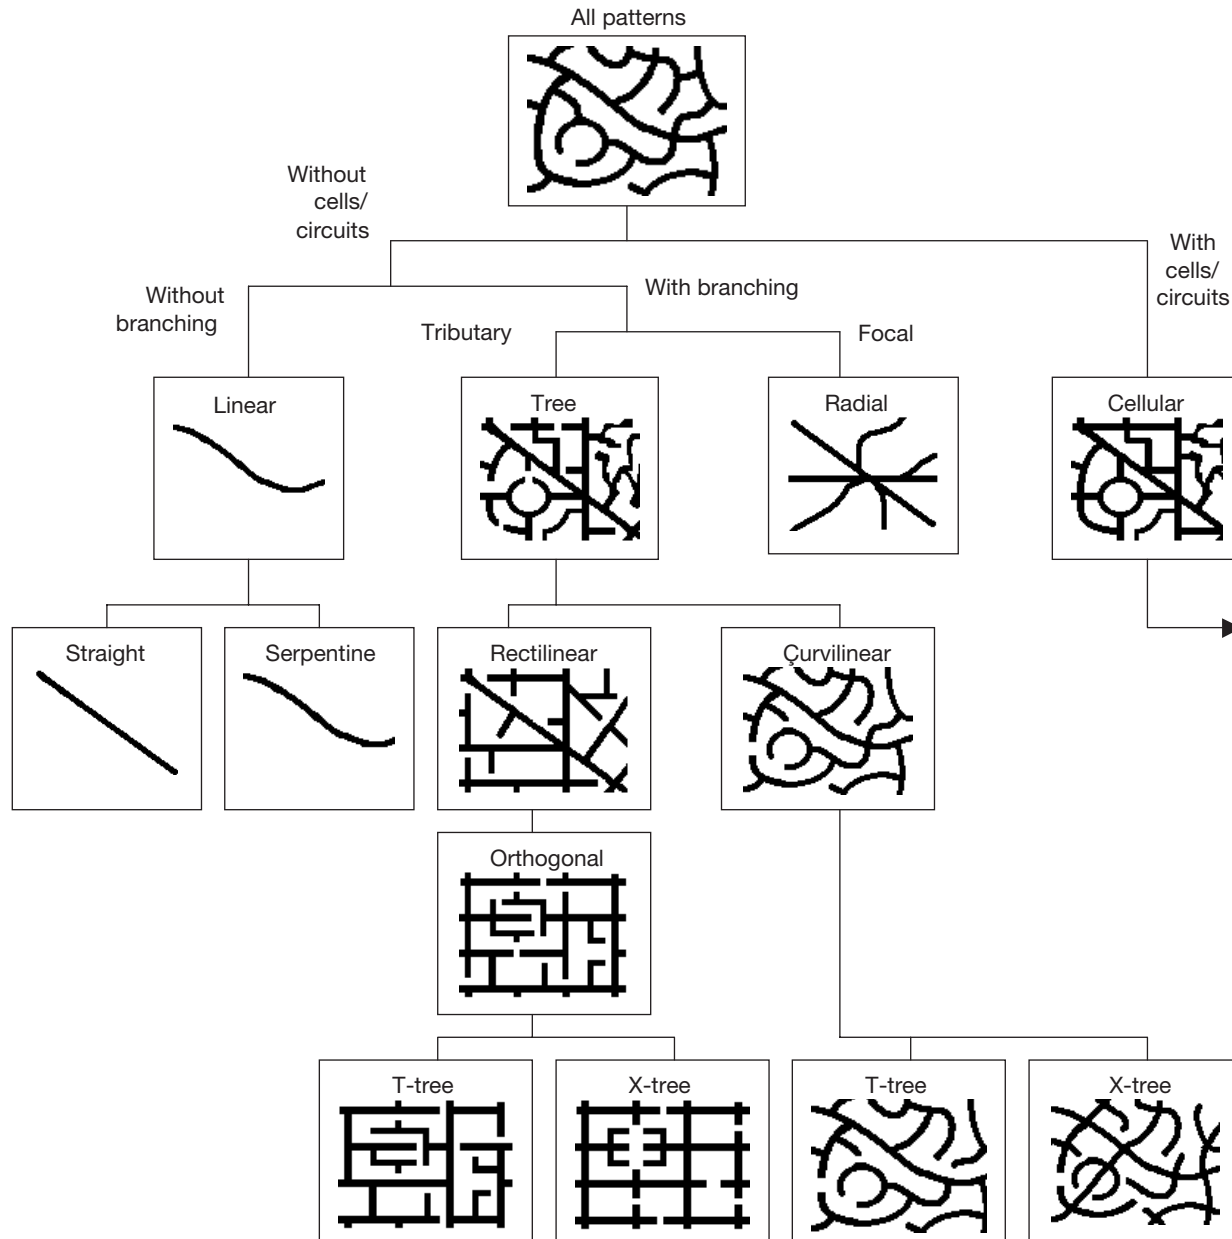 All patterns
Without
cells/
circuits
With
cells/
circuits
Without
branching
With branching
Tributary
Focal
Linear
Tree
Radial
Cellular
Straight
Serpentine
Rectilinear
Çurvilinear
Orthogonal
T-tree
X-tree
T-tree
X-tree